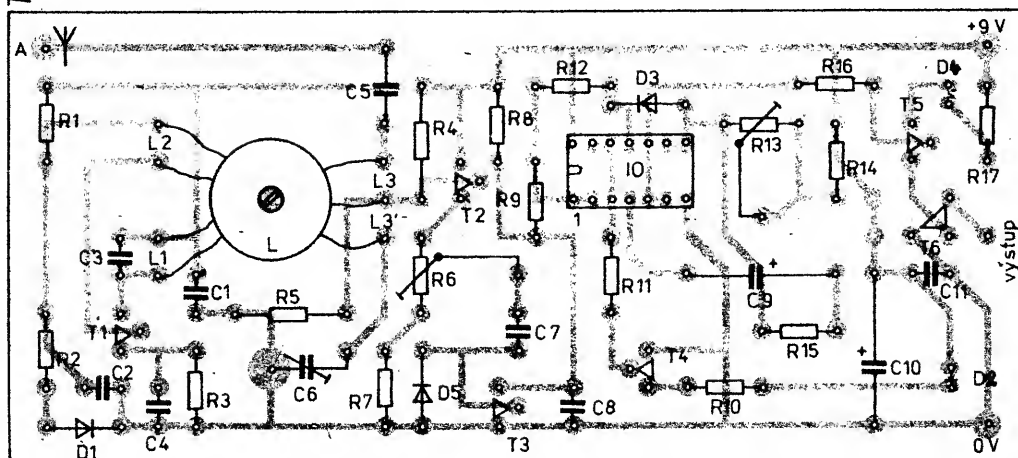 +9 V
A
R12
D3
R16
D4
C5
R1
R4
R8
T5
L2
R13
R14
IO
R17
L3
T2
R9
L3'
1
L
T6
C3
L1
výstup
R6
C1
R11
C9
C11
R5
T1
C7
R15
R2
T4
C10
C2
R3
C6
R7
D5
R10
D2
C4
C8
D1
T3
0V